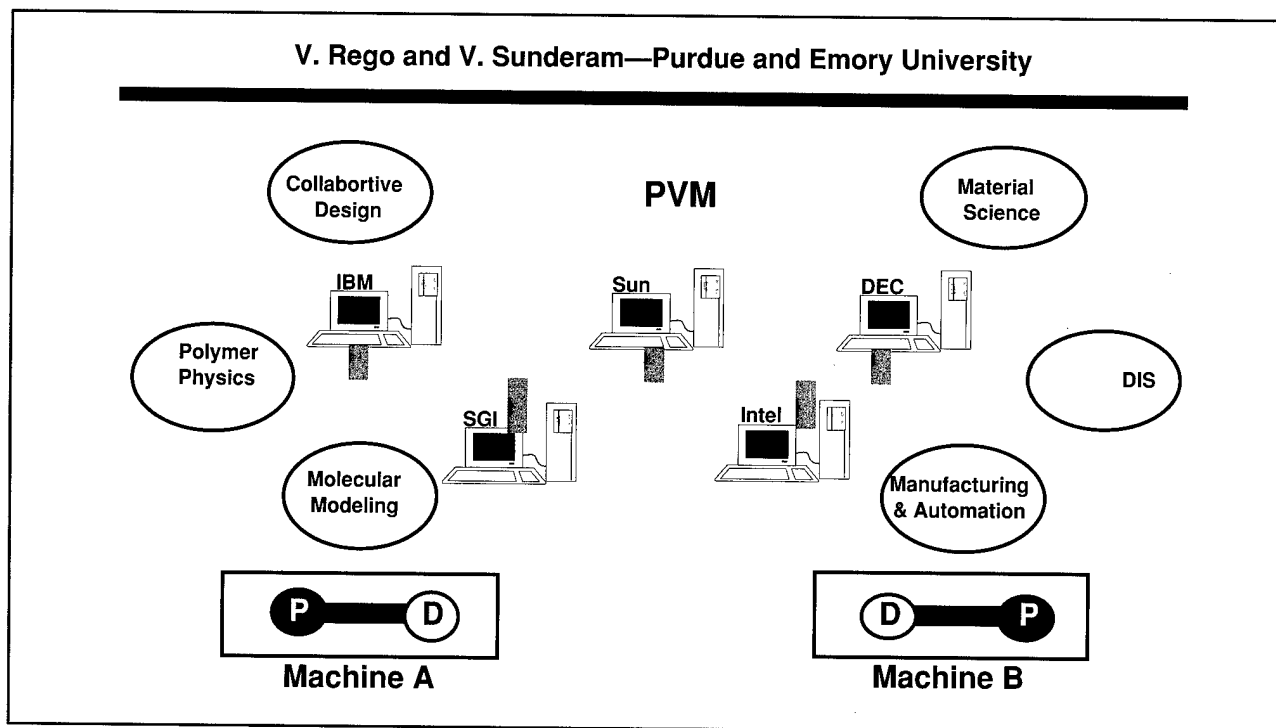 V. Rego and V. Sunderam—Purdue and Emory University
Collabortive
Design
PVM
Material
Science
IBM
Sun
DEC
Polymer
Physics
DIS
SGI
Intel
Molecular
Modeling
Manufacturing
& Automation
P
D
D
P
Machine A
Machine B